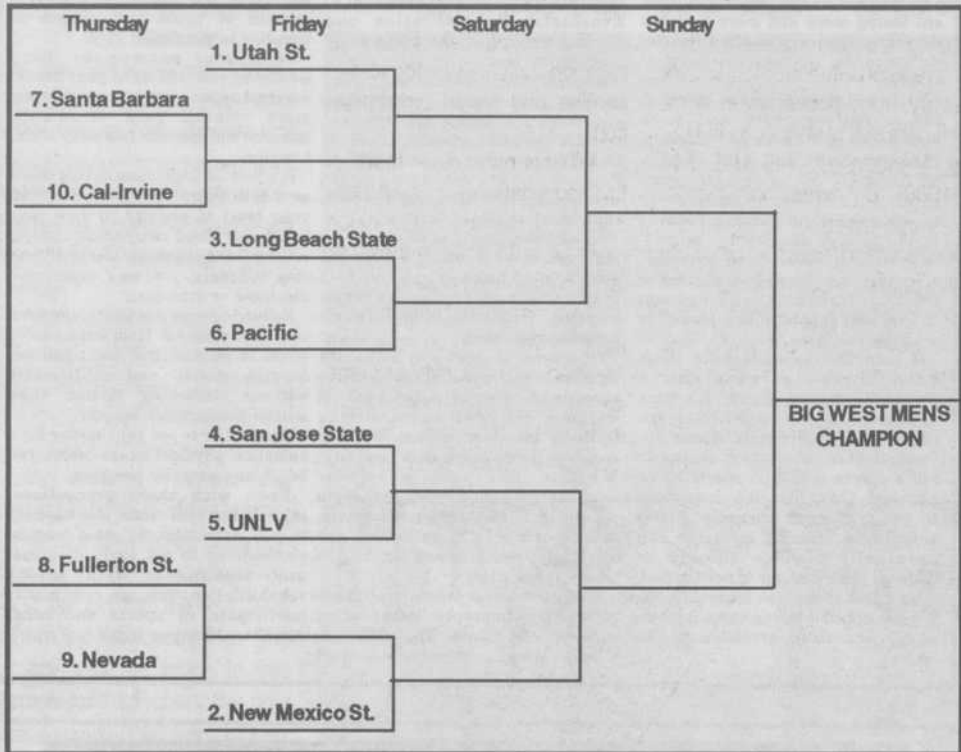 Thursday Friday Saturday Sunday
1. Utah St.
7. Santa Barbara
10. Cal-Irvine
3. Long Beach State
6. Pacific
4. San Jose State
5. UNLV
8. Fullerton St.
9. Nevada
2. New Mexico St.
BIG WEST MENS
CHAMPION